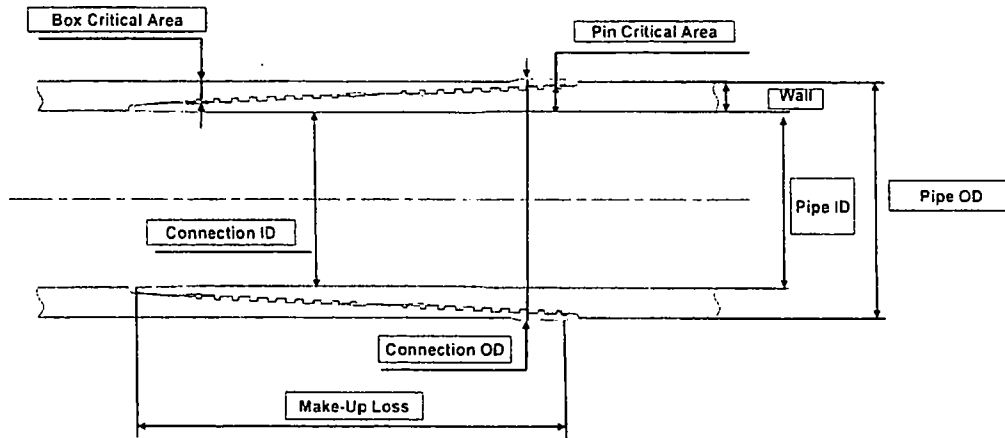 Box Critical Area
Pin Critical Area
Wall
Connection ID
Pipe ID
Pipe OD
Connection OD
Make-Up Loss